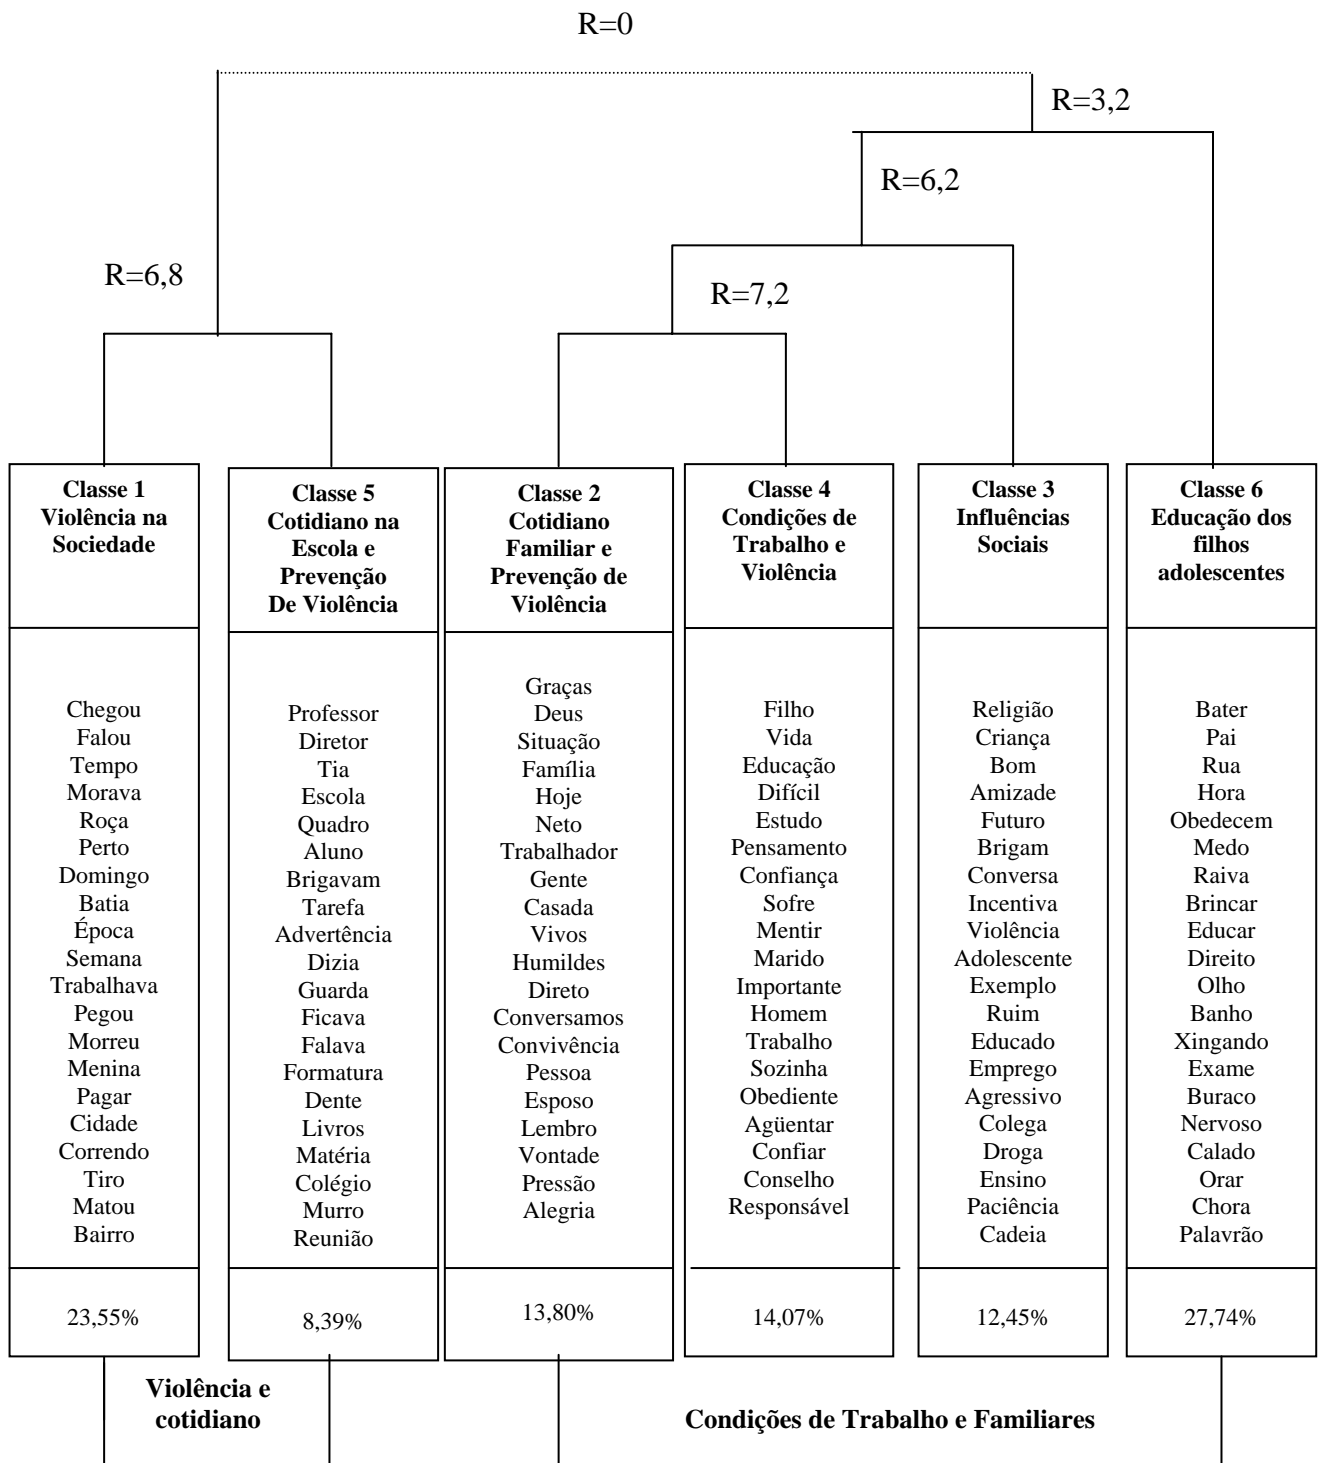 R=0
R=3,2
R=6,2
R=6,8
R=7,2
Classe 1
Violência na
Sociedade
Chegou
Falou
Tempo
Morava
Roça
Perto
Domingo
Batia
Época
Semana
Trabalhava
Pegou
Morreu
Menina
Pagar
Cidade
Correndo
Tiro
Matou
Bairro
23,55%
Classe 5
Cotidiano na
Escola e
Prevenção
De Violência
Professor
Diretor
Tia
Escola
Quadro
Aluno
Brigavam
Tarefa
Advertência
Dizia
Guarda
Ficava
Falava
Formatura
Dente
Livros
Matéria
Colégio
Murro
Reunião
8,39%
Classe 2
Cotidiano
Familiar e
Prevenção de
Violência
Graças
Deus
Situação
Família
Hoje
Neto
Trabalhador
Gente
Casada
Vivos
Humildes
Direto
Conversamos
Convivência
Pessoa
Esposo
Lembro
Vontade
Pressão
Alegria
13,80%
Classe 4
Condições de
Trabalho e
Violência
Filho
Vida
Educação
Difícil
Estudo
Pensamento
Confiança
Sofre
Mentir
Marido
Importante
Homem
Trabalho
Sozinha
Obediente
Agüentar
Confiar
Conselho
Responsável
14,07%
Classe 3
Influências
Sociais
Religião
Criança
Bom
Amizade
Futuro
Brigam
Conversa
Incentiva
Violência
Adolescente
Exemplo
Ruim
Educado
Emprego
Agressivo
Colega
Droga
Ensino
Paciência
Cadeia
12,45%
Classe 6
Educação dos
filhos
adolescentes
Bater
Pai
Rua
Hora
Obedecem
Medo
Raiva
Brincar
Educar
Direito
Olho
Banho
Xingando
Exame
Buraco
Nervoso
Calado
Orar
Chora
Palavrão
27,74%
Violência e
cotidiano
Condições de Trabalho e Familiares